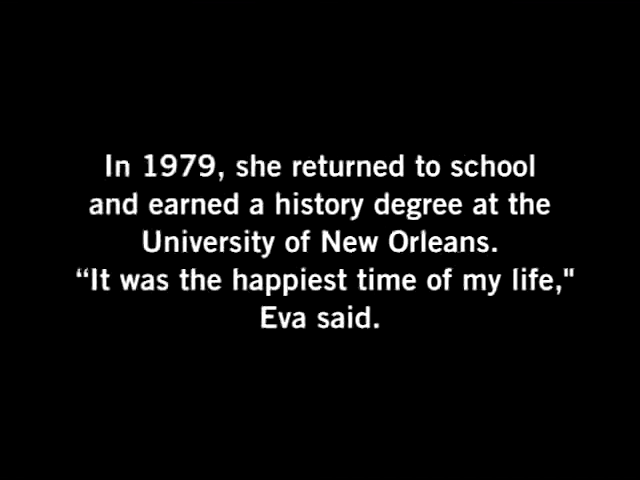 In 1979, she returned to school
and earned a history degree at the
University of New Orleans.
“It was the happiest time of my life,"
Eva said.